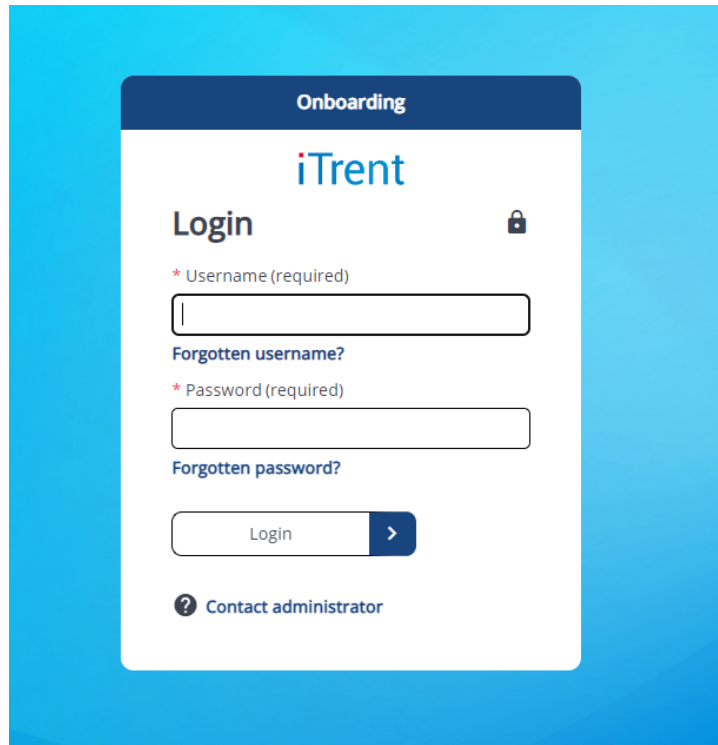 Onboarding
iTrent
Login
* Username (required)
Forgotten username?
* Password (required)
Forgotten password?
Login
Contact administrator